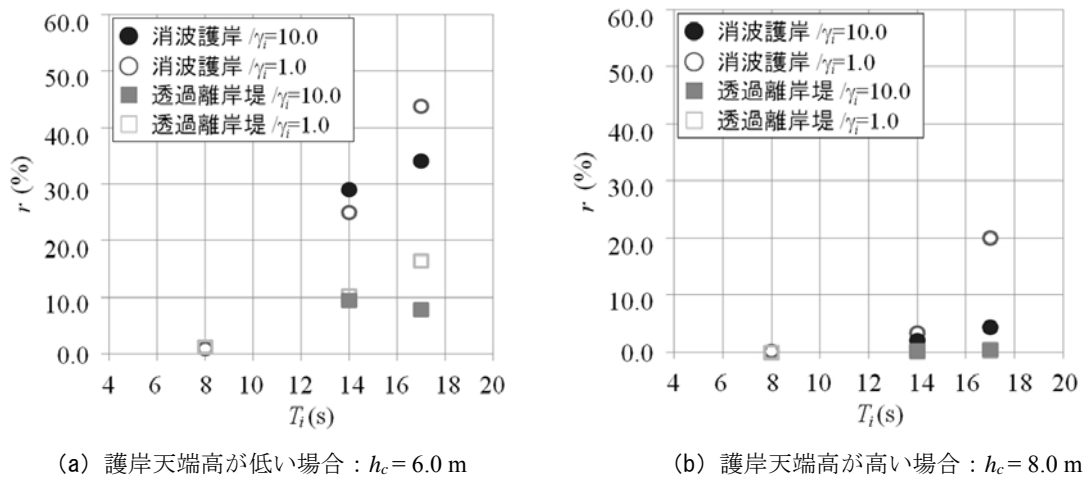 60.0
50.0
40.0
30.0
20.0
10.0
0.0
r (%)
消波護岸 /γi=10.0
消波護岸 /γi=1.0
透過離岸堤 /γi=10.0
透過離岸堤 /γi=1.0
4 6 8 10 12 14 16 18 20
Ti(s)
(a) 護岸天端高が低い場合：hc = 6.0 m
60.0
50.0
40.0
30.0
20.0
10.0
0.0
r (%)
消波護岸 /γi=10.0
消波護岸 /γi=1.0
透過離岸堤 /γi=10.0
透過離岸堤 /γi=1.0
4 6 8 10 12 14 16 18 20
Ti(s)
(b) 護岸天端高が高い場合：hc = 8.0 m